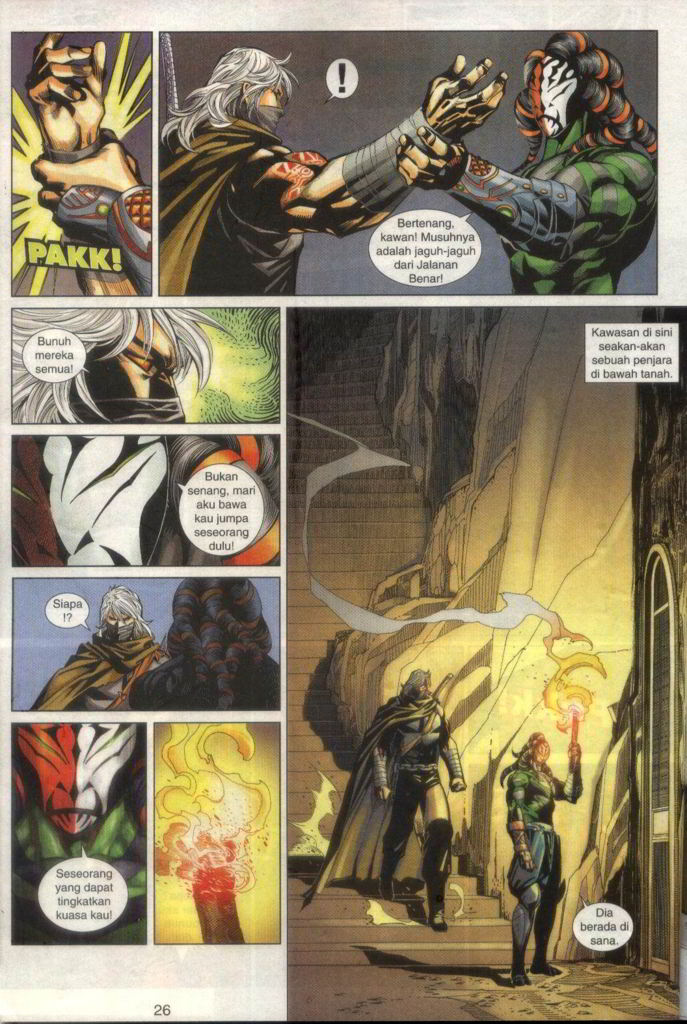 PAKK!
!
Bertenang,
kawan! Musuhnya
adalah jaguh-jaguh
dari Jalanan
Benar!
Bunuh
mereka
semua!
Bukan
senang, mari
aku bawa
kau jumpa
seseorang
dulu!
Siapa
!?
Seseorang
yang dapat
tingkatkan
kuasa kau!
Kawasan di sini
seakan-akan
sebuah penjara
di bawah tanah.
Dia
berada di
sana.
26